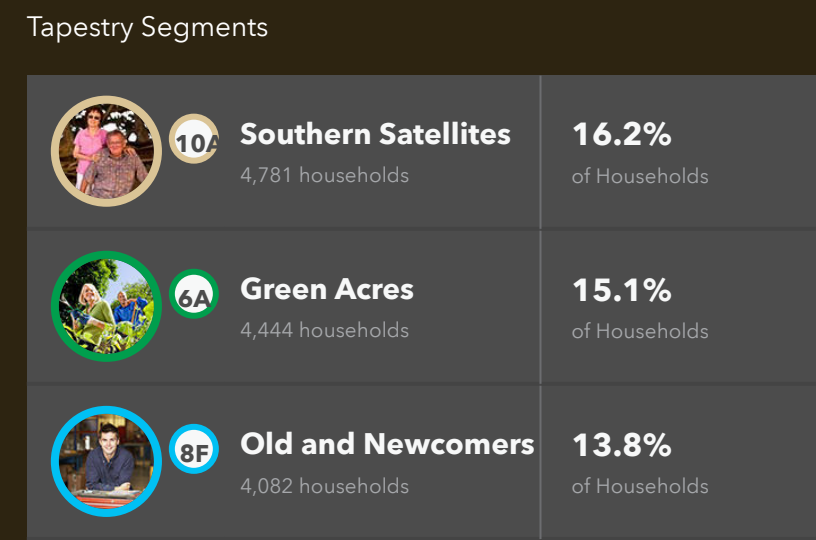 Tapestry Segments
10A
Southern Satellites
16.2%
4,781 households
of Households
6A
Green Acres
15.1%
4,444 households
of Households
8F
Old and Newcomers
13.8%
4,082 households
of Households